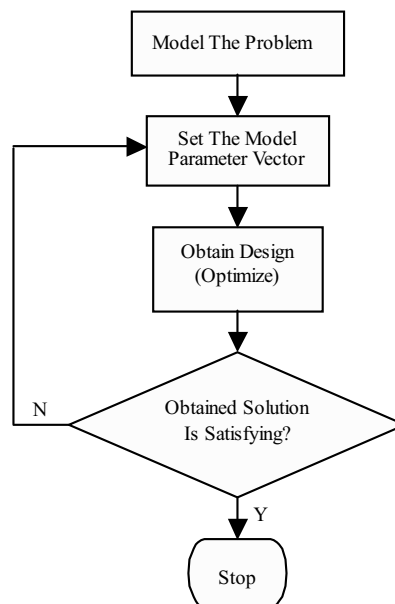 Model The Problem
Set The Model
Parameter Vector
Obtain Design
(Optimize)
Obtained Solution
Is Satisfying?
N
Y
Stop